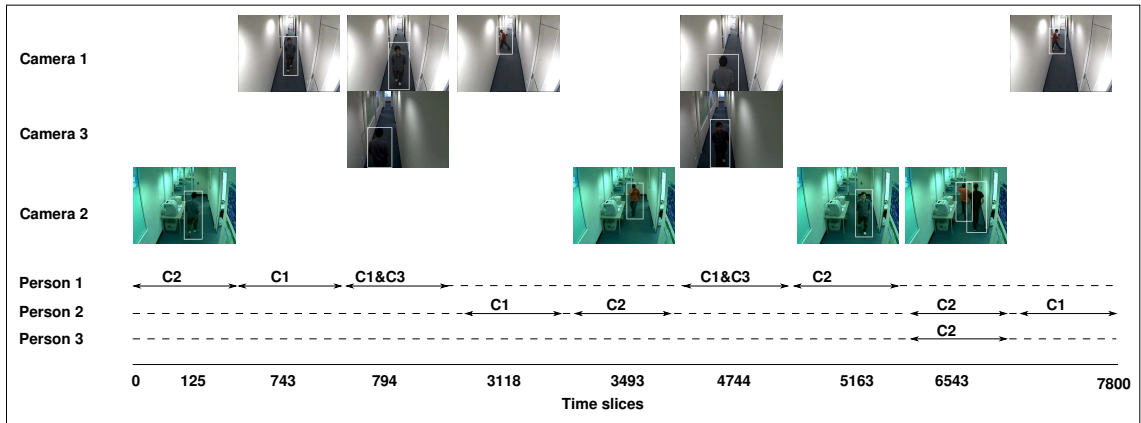 Camera 1
Camera 3
Camera 2
Person 1 C2 C1 C1&C3 C1&C3 C2
Person 2 C1 C2 C2 C1
Person 3 C2
0 125 743 794 3118 3493 4744 5163 6543 7800
Time slices